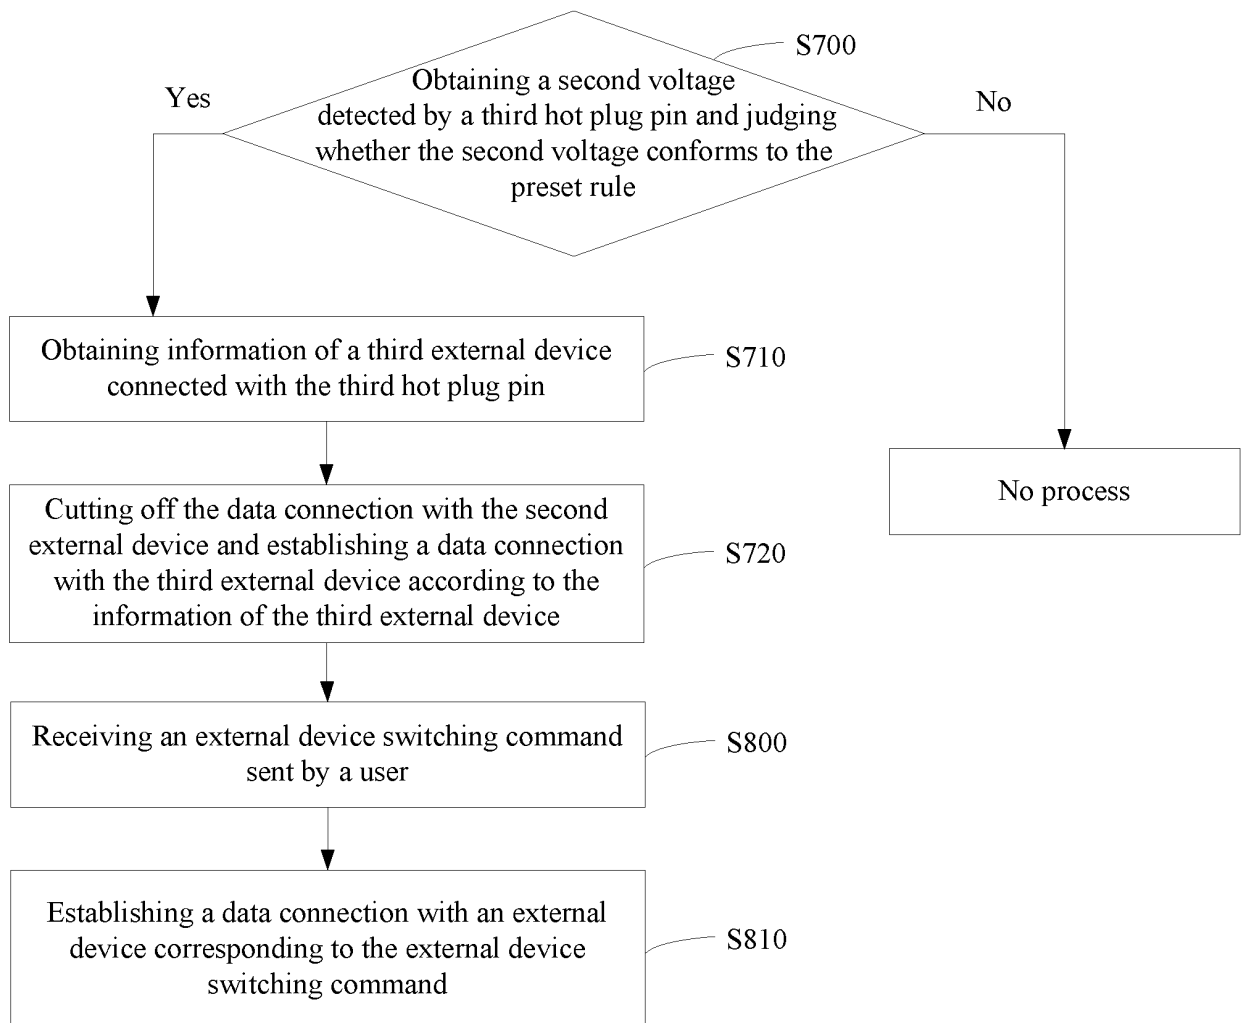 S700
Obtaining a second voltage
detected by a third hot plug pin and judging
whether the second voltage conforms to the
preset rule
Yes
No
Obtaining information of a third external device
connected with the third hot plug pin
S710
No process
Cutting off the data connection with the second
external device and establishing a data connection
with the third external device according to the
information of the third external device
S720
Receiving an external device switching command
sent by a user
S800
Establishing a data connection with an external
device corresponding to the external device
switching command
S810